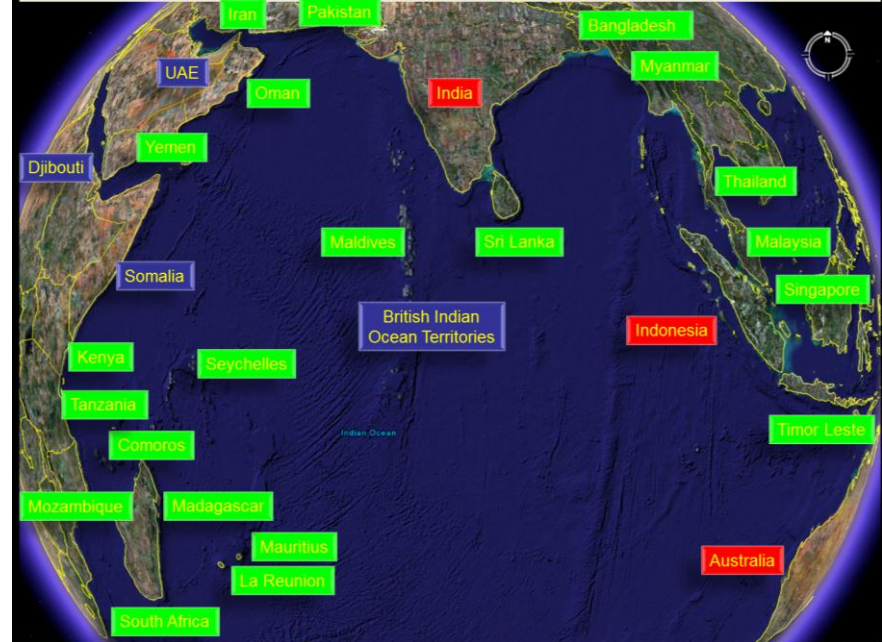 Iran
Pakistan
Bangladesh
UAE
Myanmar
Oman
India
N
Yemen
Djibouti
Thailand
Maldives
Sri Lanka
Malaysia
Somalia
Singapore
British Indian
Ocean Territories
Indonesia
Kenya
Seychelles
Tanzania
Indian Ocean
Timor Leste
Comoros
Mozambique
Madagascar
Mauritius
Australia
La Reunion
South Africa